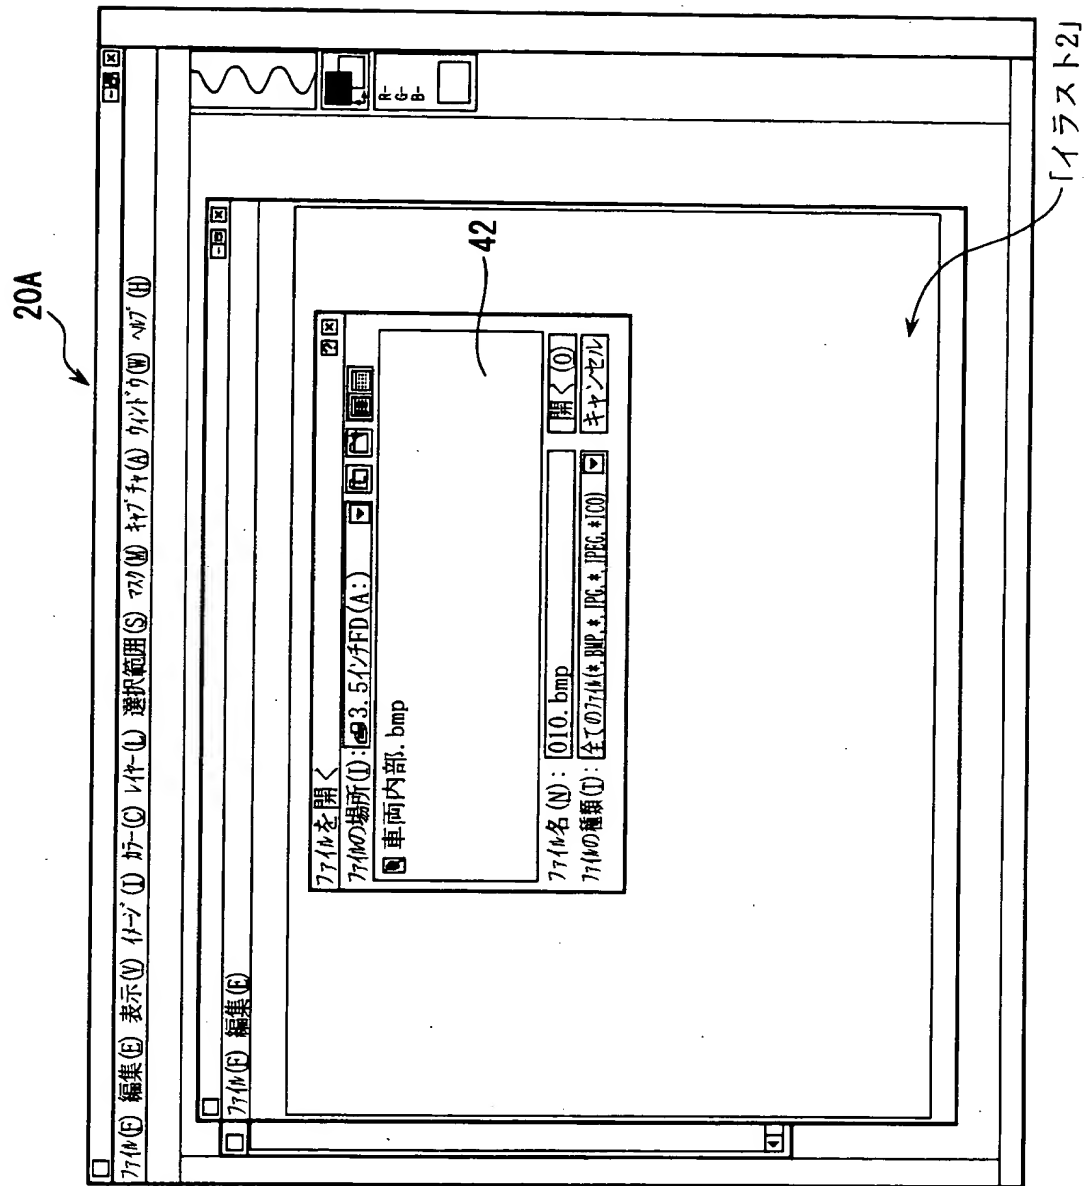 20A
ファイル(F) 編集(E) 表示(V) イメージ(I) カラー(C) レイヤー(L) 選択範囲(S) マスク(M) キャプチャ(A) ウィンドウ(W) ヘルプ(H)
ファイル(F) 編集(E)
R-
G-
B-
ファイルを開く
ファイルの場所(I): 3.5インチFD(A:)
車両内部.bmp
42
ファイル名(N): 010.bmp 開く(O)
ファイルの種類(T): 全てのファイル(*.BMP,*.JPG,*.JPEG,*ICO) キャンセル
「イラスト2」